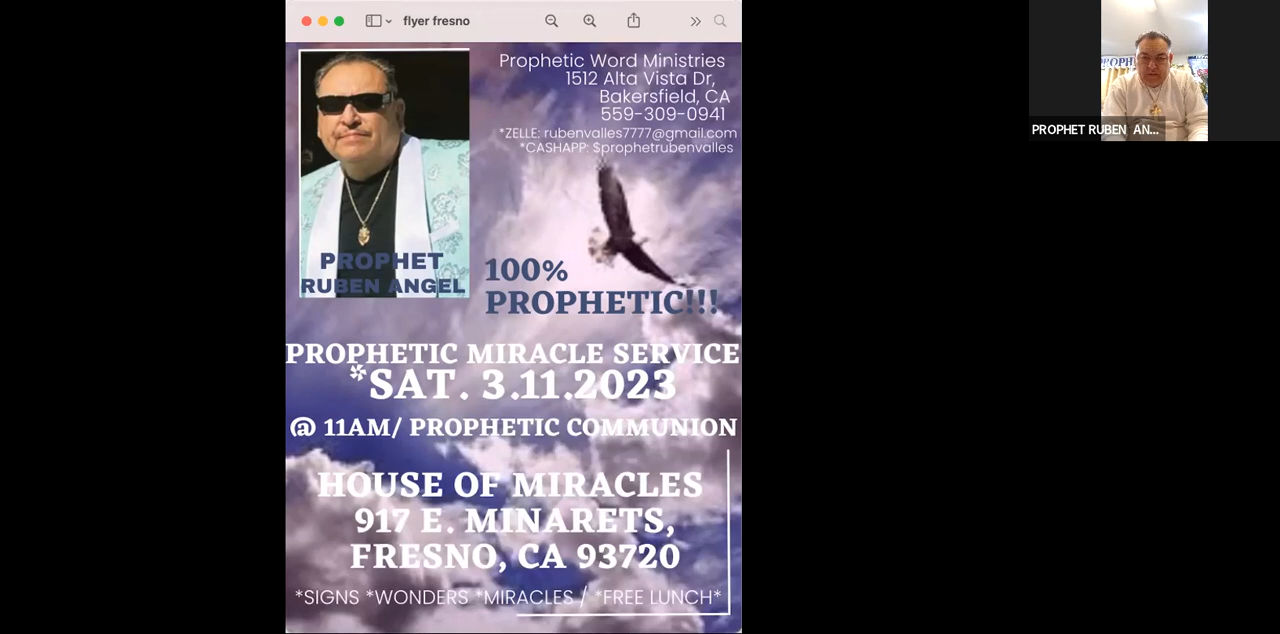 flyer fresno
Prophetic Word Ministries
1512 Alta Vista Dr,
Bakersfield, CA
559-309-0941
*ZELLE: rubenvalles7777@gmail.com
*CASHAPP: $prophetrubenvalles
PROPHET
RUBEN ANGEL
100%
PROPHETIC!!!
PROPHETIC MIRACLE SERVICE
*SAT. 3.11.2023
@ 11AM/ PROPHETIC COMMUNION
HOUSE OF MIRACLES
917 E. MINARETS,
FRESNO, CA 93720
*SIGNS *WONDERS *MIRACLES / *FREE LUNCH*
PROPHET RUBEN AN...